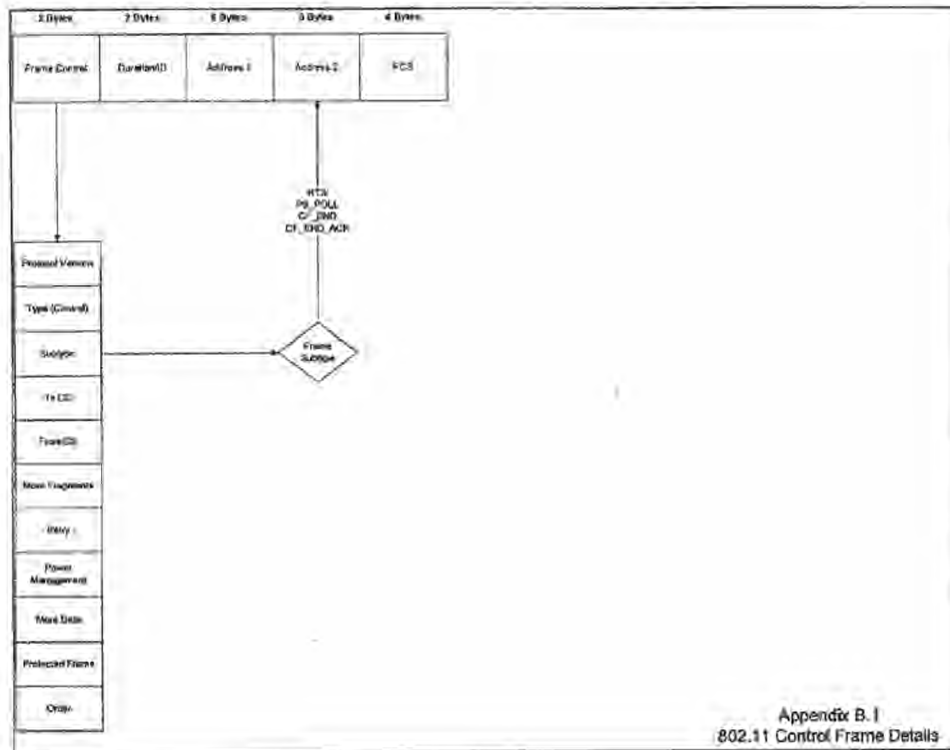 2 Bytes 2 Bytes 6 Bytes 6 Bytes 4 Bytes
Frame Control Duration/ID Address 1 Address 2 FCS
RTS
PS_POLL
CF_END
CF_END_ACK
Protocol Version
Type (Control)
Subtype
Frame
Subtype
To DS
From DS
More Fragments
Retry
Power
Management
More Data
Protected Frame
Order
Appendix B.1
802.11 Control Frame Details